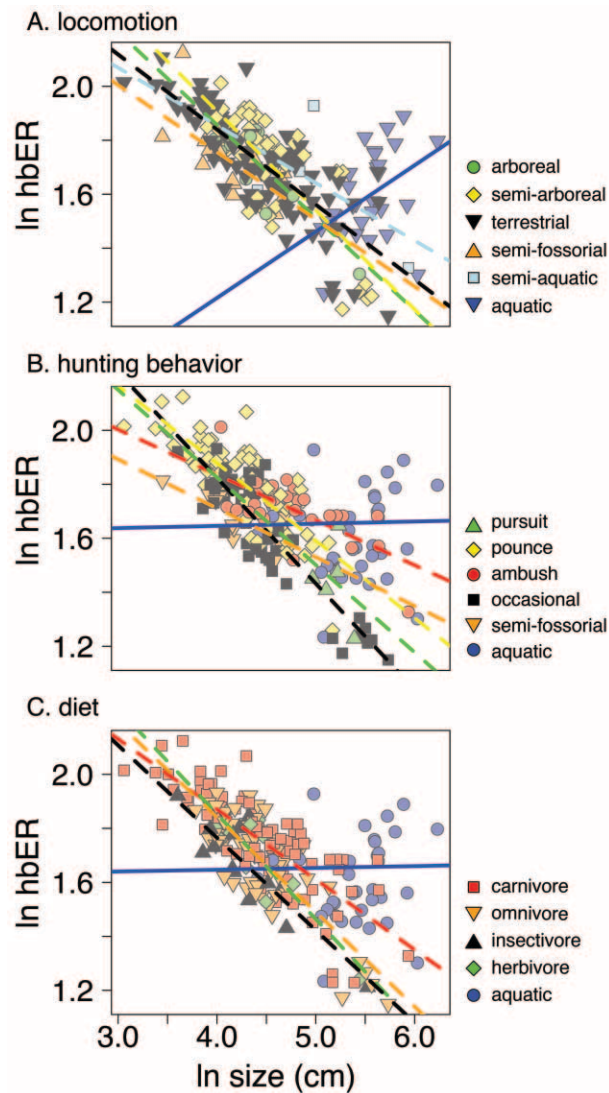 A. locomotion
ln hbER
2.0
1.6
1.2
arboreal
semi-arboreal
terrestrial
semi-fossorial
semi-aquatic
aquatic
B. hunting behavior
ln hbER
2.0
1.6
1.2
pursuit
pounce
ambush
occasional
semi-fossorial
aquatic
C. diet
ln hbER
2.0
1.6
1.2
carnivore
omnivore
insectivore
herbivore
aquatic
3.0 4.0 5.0 6.0
ln size (cm)